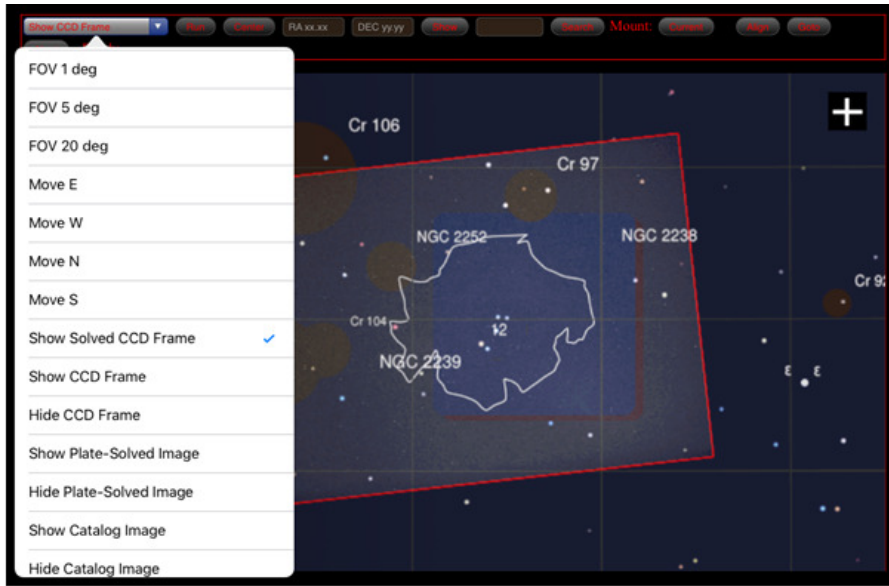 Show CCD Frame Run Center RA xx.xx DEC yy.yy Show Search Mount: Current Align Goto
FOV 1 deg
FOV 5 deg
FOV 20 deg
Move E
Move W
Move N
Move S
Show Solved CCD Frame
Show CCD Frame
Hide CCD Frame
Show Plate-Solved Image
Hide Plate-Solved Image
Show Catalog Image
Hide Catalog Image
Cr 106
Cr 97
NGC 2252
NGC 2238
Cr 104
12
NGC 2239
ε ε